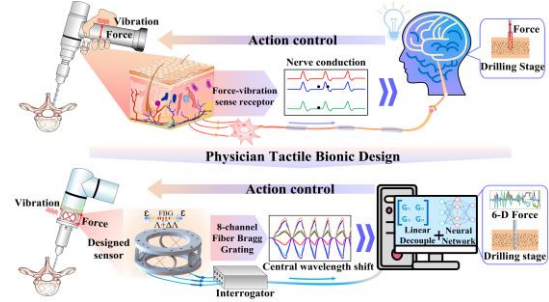 Vibration
Force
Action control
Nerve conduction
Force-vibration
sense receptor
Force
Drilling Stage
Physician Tactile Bionic Design
Action control
Vibration
Force
Designed
sensor
ε FBG ε
Λ+ΔΛ
8-channel
Fiber Bragg
Grating
Central wavelength shift
Interrogator
Linear
Decouple
+
Neural
Network
6-D Force
Drilling stage